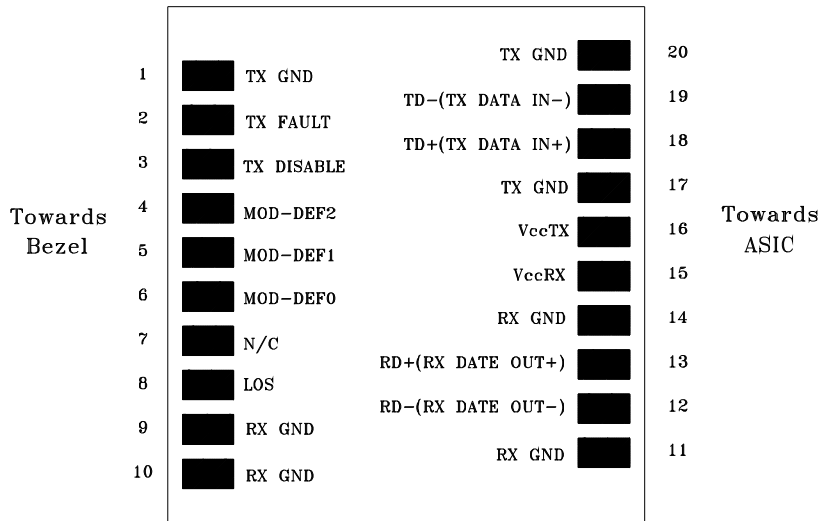 1 TX GND
2 TX FAULT
3 TX DISABLE
4 MOD-DEF2
5 MOD-DEF1
6 MOD-DEF0
7 N/C
8 LOS
9 RX GND
10 RX GND
Towards
Bezel
TX GND 20
TD-(TX DATA IN-) 19
TD+(TX DATA IN+) 18
TX GND 17
VccTX 16
VccRX 15
RX GND 14
RD+(RX DATE OUT+) 13
RD-(RX DATE OUT-) 12
RX GND 11
Towards
ASIC